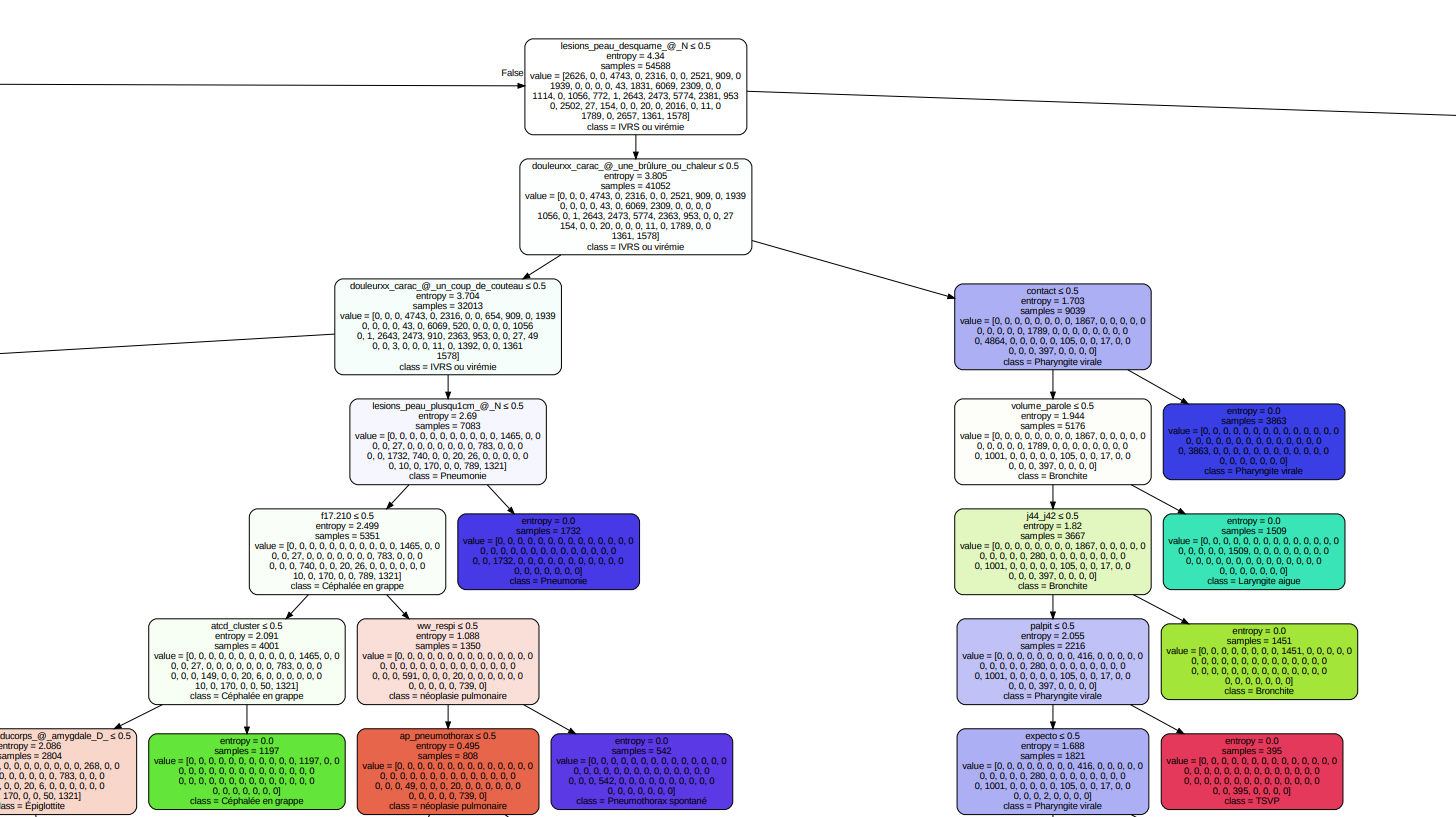 lesions_peau_desquame_@_N ≤ 0.5
entropy = 4.34
samples = 54588
False
value = [2626, 0, 0, 4743, 0, 2316, 0, 0, 2521, 909, 0
1939, 0, 0, 0, 0, 43, 1831, 6069, 2309, 0, 0
1114, 0, 1056, 772, 1, 2643, 2473, 5774, 2381, 953
0, 2502, 27, 154, 0, 0, 20, 0, 2016, 0, 11, 0
1789, 0, 2657, 1361, 1578]
class = IVRS ou virémie
douleurxx_carac_@_une_brûlure_ou_chaleur ≤ 0.5
entropy = 3.805
samples = 41052
value = [0, 0, 0, 4743, 0, 2316, 0, 0, 2521, 909, 0, 1939
0, 0, 0, 0, 43, 0, 6069, 2309, 0, 0, 0, 0
1056, 0, 1, 2643, 2473, 5774, 2363, 953, 0, 0, 27
154, 0, 0, 20, 0, 0, 0, 11, 0, 1789, 0, 0
1361, 1578]
class = IVRS ou virémie
douleurxx_carac_@_un_coup_de_couteau ≤ 0.5
entropy = 3.704
samples = 32013
value = [0, 0, 0, 4743, 0, 2316, 0, 0, 654, 909, 0, 1939
0, 0, 0, 0, 43, 0, 6069, 520, 0, 0, 0, 0, 1056
0, 1, 2643, 2473, 910, 2363, 953, 0, 0, 27, 49
0, 0, 3, 0, 0, 0, 11, 0, 1392, 0, 0, 1361
1578]
class = IVRS ou virémie
contact ≤ 0.5
entropy = 1.703
samples = 9039
value = [0, 0, 0, 0, 0, 0, 0, 0, 1867, 0, 0, 0, 0, 0
0, 0, 0, 0, 0, 1789, 0, 0, 0, 0, 0, 0, 0, 0
0, 4864, 0, 0, 0, 0, 0, 105, 0, 0, 17, 0, 0
0, 0, 0, 397, 0, 0, 0, 0]
class = Pharyngite virale
lesions_peau_plusqu1cm_@_N ≤ 0.5
entropy = 2.69
samples = 7083
value = [0, 0, 0, 0, 0, 0, 0, 0, 0, 0, 0, 1465, 0, 0
0, 0, 27, 0, 0, 0, 0, 0, 0, 783, 0, 0, 0
0, 0, 1732, 740, 0, 0, 20, 26, 0, 0, 0, 0, 0
0, 10, 0, 170, 0, 0, 789, 1321]
class = Pneumonie
volume_parole ≤ 0.5
entropy = 1.944
samples = 5176
value = [0, 0, 0, 0, 0, 0, 0, 0, 1867, 0, 0, 0, 0, 0
0, 0, 0, 0, 0, 1789, 0, 0, 0, 0, 0, 0, 0, 0
0, 1001, 0, 0, 0, 0, 0, 105, 0, 0, 17, 0, 0
0, 0, 0, 397, 0, 0, 0, 0]
class = Bronchite
entropy = 0.0
samples = 3863
value = [0, 0, 0, 0, 0, 0, 0, 0, 0, 0, 0, 0, 0, 0, 0
0, 0, 0, 0, 0, 0, 0, 0, 0, 0, 0, 0, 0, 0
0, 3863, 0, 0, 0, 0, 0, 0, 0, 0, 0, 0, 0
0, 0, 0, 0, 0, 0, 0]
class = Pharyngite virale
f17.210 ≤ 0.5
entropy = 2.499
samples = 5351
value = [0, 0, 0, 0, 0, 0, 0, 0, 0, 0, 0, 1465, 0, 0
0, 0, 27, 0, 0, 0, 0, 0, 0, 783, 0, 0, 0
0, 0, 0, 740, 0, 0, 20, 26, 0, 0, 0, 0, 0, 0
10, 0, 170, 0, 0, 789, 1321]
class = Céphalée en grappe
entropy = 0.0
samples = 1732
value = [0, 0, 0, 0, 0, 0, 0, 0, 0, 0, 0, 0, 0, 0, 0
0, 0, 0, 0, 0, 0, 0, 0, 0, 0, 0, 0, 0, 0
0, 0, 1732, 0, 0, 0, 0, 0, 0, 0, 0, 0, 0
0, 0, 0, 0, 0, 0, 0]
class = Pneumonie
j44_j42 ≤ 0.5
entropy = 1.82
samples = 3667
value = [0, 0, 0, 0, 0, 0, 0, 0, 1867, 0, 0, 0, 0, 0
0, 0, 0, 0, 0, 280, 0, 0, 0, 0, 0, 0, 0, 0
0, 1001, 0, 0, 0, 0, 0, 105, 0, 0, 17, 0, 0
0, 0, 0, 397, 0, 0, 0, 0]
class = Bronchite
entropy = 0.0
samples = 1509
value = [0, 0, 0, 0, 0, 0, 0, 0, 0, 0, 0, 0, 0, 0, 0
0, 0, 0, 0, 0, 1509, 0, 0, 0, 0, 0, 0, 0, 0
0, 0, 0, 0, 0, 0, 0, 0, 0, 0, 0, 0, 0, 0
0, 0, 0, 0, 0, 0, 0]
class = Laryngite aigue
atcd_cluster ≤ 0.5
entropy = 2.091
samples = 4001
value = [0, 0, 0, 0, 0, 0, 0, 0, 0, 0, 0, 1465, 0, 0
0, 0, 27, 0, 0, 0, 0, 0, 0, 783, 0, 0, 0
0, 0, 0, 149, 0, 0, 20, 6, 0, 0, 0, 0, 0, 0
10, 0, 170, 0, 0, 50, 1321]
class = Céphalée en grappe
ww_respi ≤ 0.5
entropy = 1.088
samples = 1350
value = [0, 0, 0, 0, 0, 0, 0, 0, 0, 0, 0, 0, 0, 0, 0
0, 0, 0, 0, 0, 0, 0, 0, 0, 0, 0, 0, 0, 0
0, 0, 0, 591, 0, 0, 0, 20, 0, 0, 0, 0, 0, 0
0, 0, 0, 0, 0, 739, 0]
class = néoplasie pulmonaire
palpit ≤ 0.5
entropy = 2.055
samples = 2216
value = [0, 0, 0, 0, 0, 0, 0, 0, 416, 0, 0, 0, 0, 0
0, 0, 0, 0, 0, 280, 0, 0, 0, 0, 0, 0, 0, 0
0, 1001, 0, 0, 0, 0, 0, 105, 0, 0, 17, 0, 0
0, 0, 0, 397, 0, 0, 0, 0]
class = Pharyngite virale
entropy = 0.0
samples = 1451
value = [0, 0, 0, 0, 0, 0, 0, 0, 1451, 0, 0, 0, 0, 0
0, 0, 0, 0, 0, 0, 0, 0, 0, 0, 0, 0, 0, 0
0, 0, 0, 0, 0, 0, 0, 0, 0, 0, 0, 0, 0, 0
0, 0, 0, 0, 0, 0, 0]
class = Bronchite
ducorps_@_amygdale_D_ ≤ 0.5
entropy = 2.086
samples = 2804
0, 0, 0, 0, 0, 0, 0, 0, 268, 0, 0
0, 0, 0, 0, 0, 783, 0, 0, 0
0, 0, 20, 6, 0, 0, 0, 0, 0, 0
170, 0, 0, 50, 1321]
class = Épiglottite
entropy = 0.0
samples = 1197
value = [0, 0, 0, 0, 0, 0, 0, 0, 0, 0, 0, 1197, 0, 0
0, 0, 0, 0, 0, 0, 0, 0, 0, 0, 0, 0, 0, 0
0, 0, 0, 0, 0, 0, 0, 0, 0, 0, 0, 0, 0, 0
0, 0, 0, 0, 0, 0, 0]
class = Céphalée en grappe
ap_pneumothorax ≤ 0.5
entropy = 0.495
samples = 808
value = [0, 0, 0, 0, 0, 0, 0, 0, 0, 0, 0, 0, 0, 0, 0
0, 0, 0, 0, 0, 0, 0, 0, 0, 0, 0, 0, 0, 0
0, 0, 0, 49, 0, 0, 0, 20, 0, 0, 0, 0, 0, 0
0, 0, 0, 0, 0, 739, 0]
class = néoplasie pulmonaire
entropy = 0.0
samples = 542
value = [0, 0, 0, 0, 0, 0, 0, 0, 0, 0, 0, 0, 0, 0, 0
0, 0, 0, 0, 0, 0, 0, 0, 0, 0, 0, 0, 0, 0
0, 0, 0, 542, 0, 0, 0, 0, 0, 0, 0, 0, 0, 0
0, 0, 0, 0, 0, 0, 0]
class = Pneumothorax spontané
expecto ≤ 0.5
entropy = 1.688
samples = 1821
value = [0, 0, 0, 0, 0, 0, 0, 0, 416, 0, 0, 0, 0, 0
0, 0, 0, 0, 0, 280, 0, 0, 0, 0, 0, 0, 0, 0
0, 1001, 0, 0, 0, 0, 0, 105, 0, 0, 17, 0, 0
0, 0, 0, 2, 0, 0, 0, 0]
class = Pharyngite virale
entropy = 0.0
samples = 395
value = [0, 0, 0, 0, 0, 0, 0, 0, 0, 0, 0, 0, 0, 0, 0
0, 0, 0, 0, 0, 0, 0, 0, 0, 0, 0, 0, 0, 0
0, 0, 0, 0, 0, 0, 0, 0, 0, 0, 0, 0, 0, 0
0, 0, 395, 0, 0, 0, 0]
class = TSVP